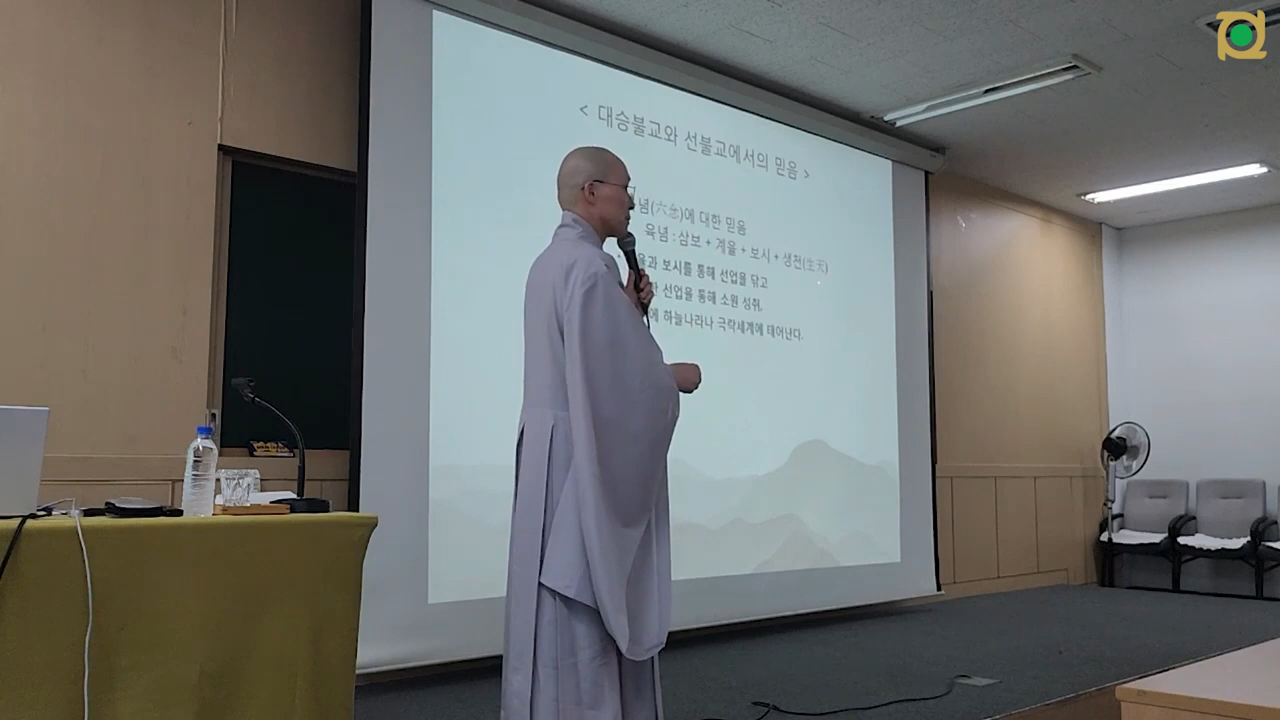 < 대승불교와 선불교에서의 믿음 >
념(六念)에 대한 믿음
육념 : 삼보 + 계율 + 보시 + 생천(生天)
보시를 통해 선업을 닦고
선업을 통해 소원 성취,
에 하늘나라나 극락세계에 태어난다.